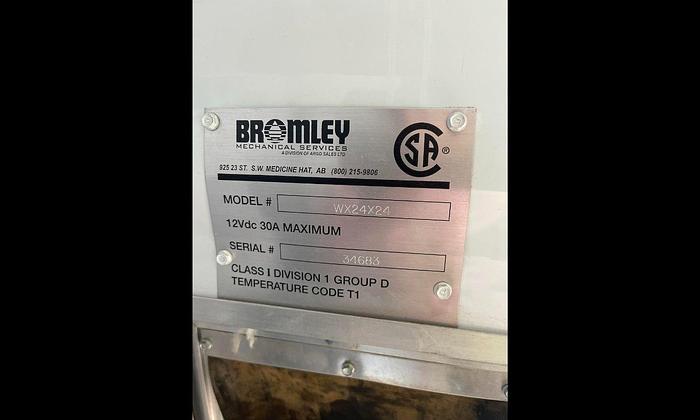 BROMLEY
MECHANICAL SERVICES
A DIVISION OF ARGO SALES LTD
CSA ®
925 23 ST. S.W. MEDICINE HAT, AB (800) 215-9806
MODEL # WX24X24
12Vdc 30A MAXIMUM
SERIAL # 34683
CLASS I DIVISION 1 GROUP D
TEMPERATURE CODE T1